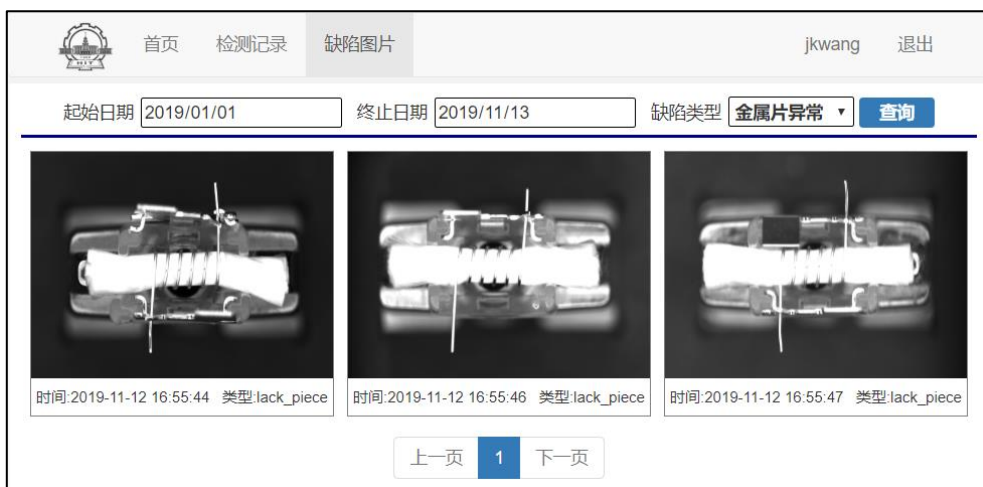 首页 检测记录 缺陷图片 jkwang 退出
起始日期 2019/01/01 终止日期 2019/11/13 缺陷类型 金属片异常 查询
时间:2019-11-12 16:55:44 类型:lack_piece 时间:2019-11-12 16:55:46 类型:lack_piece 时间:2019-11-12 16:55:47 类型:lack_piece
上一页 1 下一页